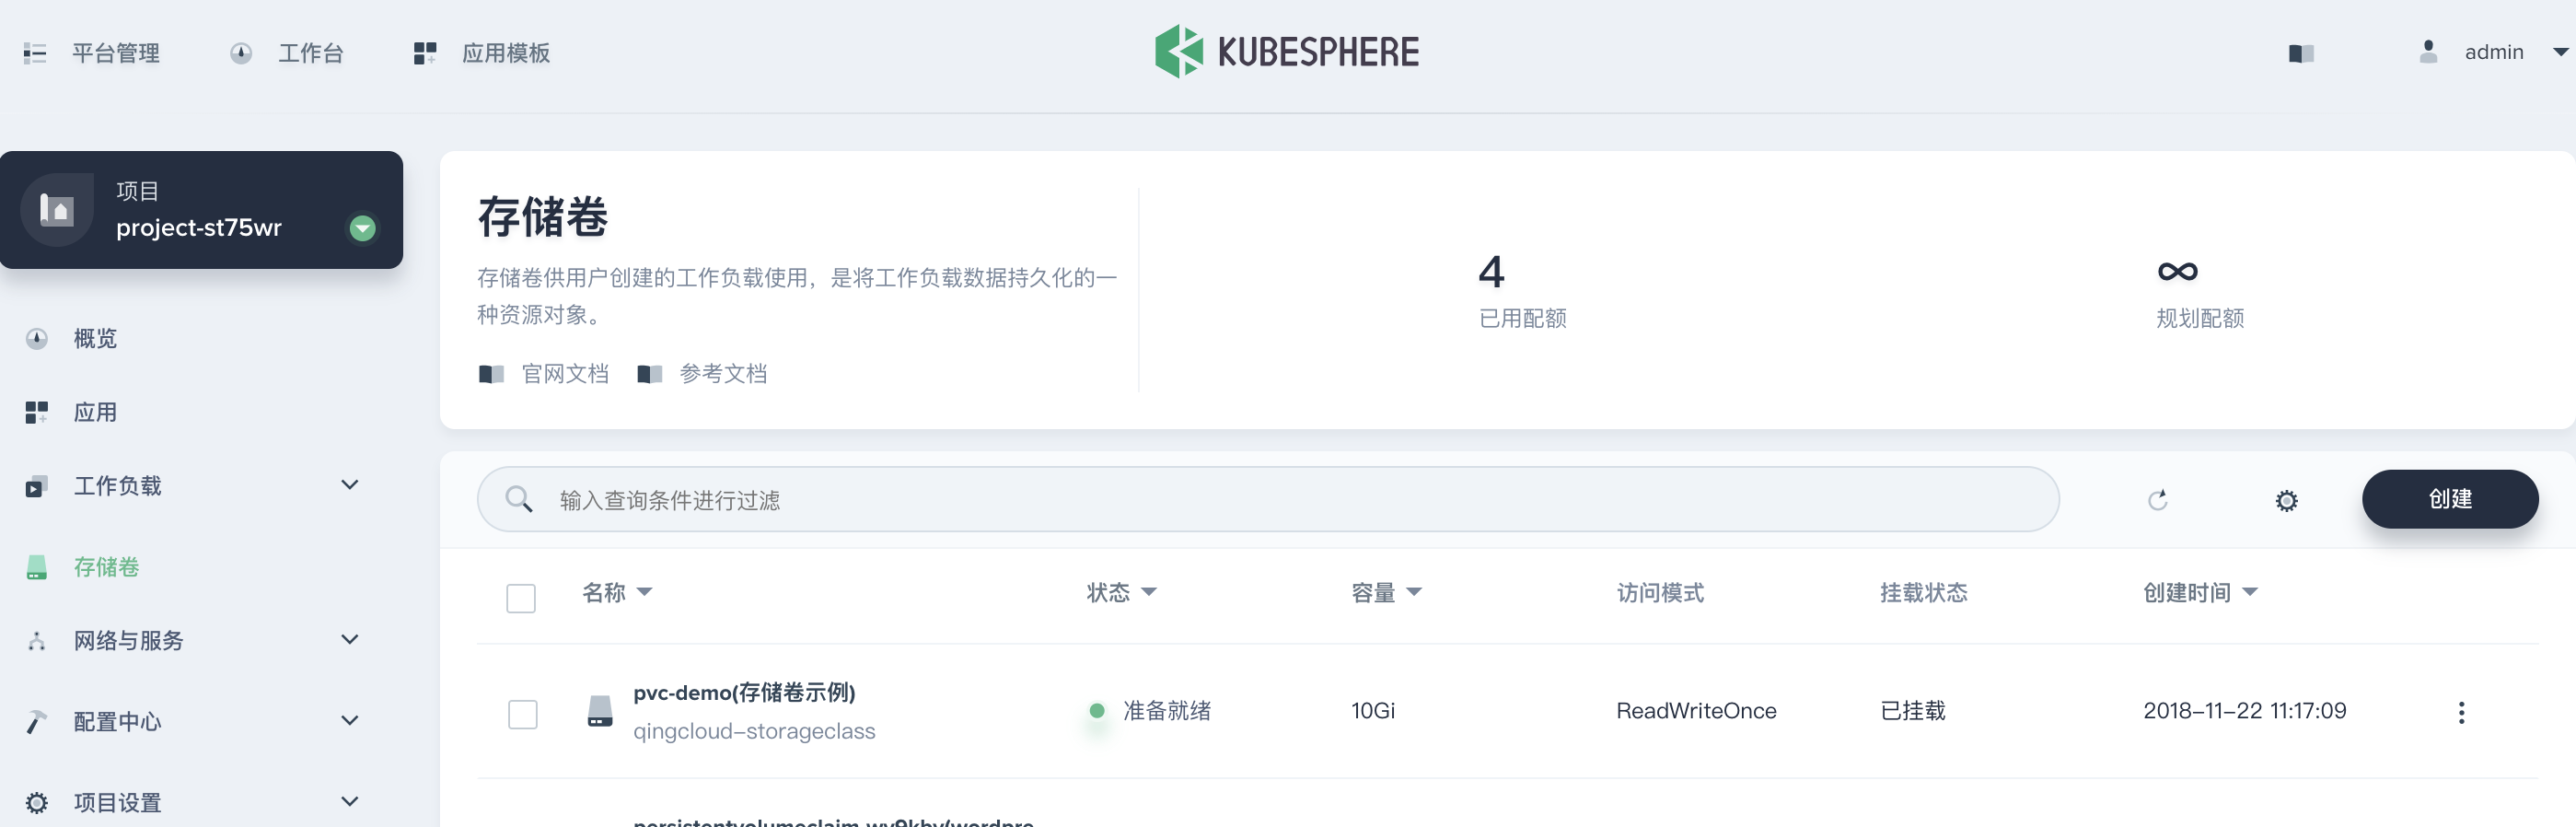 平台管理
工作台
应用模板
KUBESPHERE
admin
项目
project-st75wr
概览
应用
工作负载
存储卷
网络与服务
配置中心
项目设置
存储卷
存储卷供用户创建的工作负载使用，是将工作负载数据持久化的一
种资源对象。
官网文档
参考文档
4
已用配额
∞
规划配额
输入查询条件进行过滤
创建
名称
状态
容量
访问模式
挂载状态
创建时间
pvc-demo(存储卷示例)
qingcloud-storageclass
准备就绪
10Gi
ReadWriteOnce
已挂载
2018-11-22 11:17:09